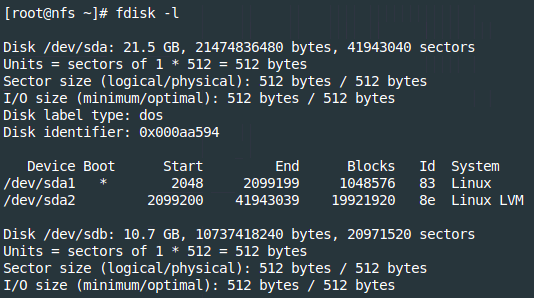 [root@nfs ~]# fdisk -l
Disk /dev/sda: 21.5 GB, 21474836480 bytes, 41943040 sectors
Units = sectors of 1 * 512 = 512 bytes
Sector size (logical/physical): 512 bytes / 512 bytes
I/O size (minimum/optimal): 512 bytes / 512 bytes
Disk label type: dos
Disk identifier: 0x000aa594
Device Boot Start End Blocks Id System
/dev/sda1 * 2048 2099199 1048576 83 Linux
/dev/sda2 2099200 41943039 19921920 8e Linux LVM
Disk /dev/sdb: 10.7 GB, 10737418240 bytes, 20971520 sectors
Units = sectors of 1 * 512 = 512 bytes
Sector size (logical/physical): 512 bytes / 512 bytes
I/O size (minimum/optimal): 512 bytes / 512 bytes